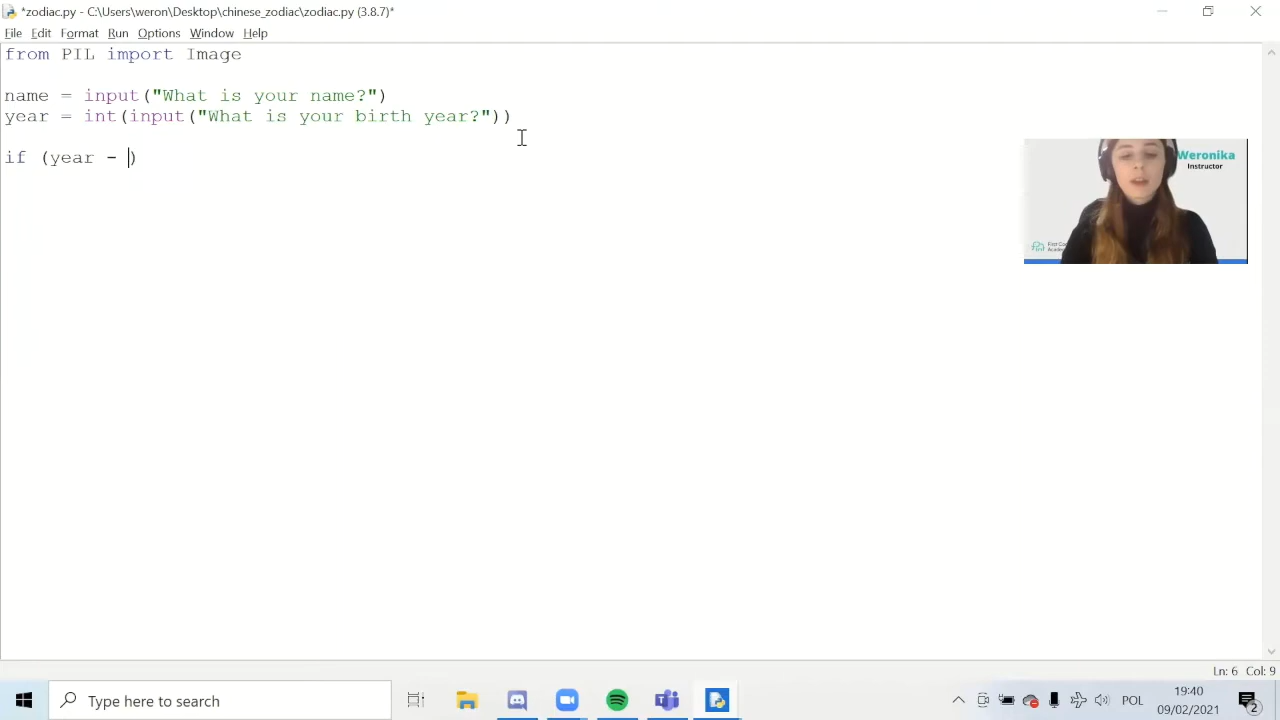 *zodiac.py - C:\Users\weron\Desktop\chinese_zodiac\zodiac.py (3.8.7)*
File Edit Format Run Options Window Help
from PIL import Image
name = input("What is your name?")
year = int(input("What is your birth year?"))
if (year - )
Weronika
Instructor
Ln: 6 Col: 9
Type here to search
POL
19:40
09/02/2021
2